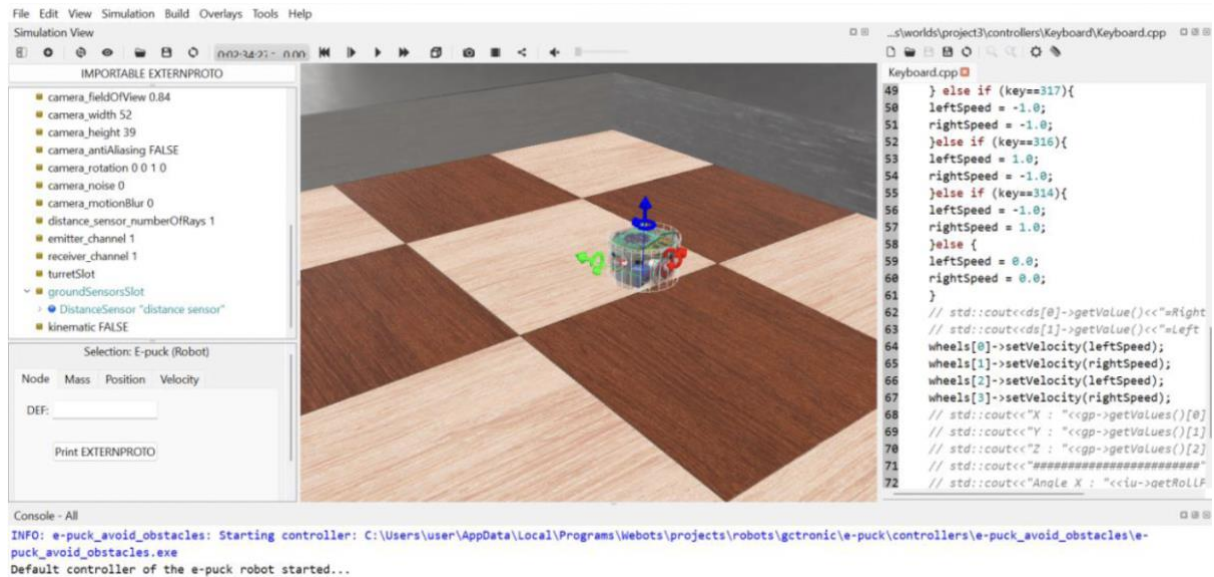 File Edit View Simulation Build Overlays Tools Help
Simulation View
IMPORTABLE EXTERNPROTO
camera_fieldOfView 0.84
camera_width 52
camera_height 39
camera_antiAliasing FALSE
camera_rotation 0 0 1 0
camera_noise 0
camera_motionBlur 0
distance_sensor_numberOfRays 1
emitter_channel 1
receiver_channel 1
turretSlot
groundSensorsSlot
DistanceSensor "distance sensor"
kinematic FALSE
Selection: E-puck (Robot)
Node Mass Position Velocity
DEF:
Print EXTERNPROTO
...s\worlds\project3\controllers\Keyboard\Keyboard.cpp
Keyboard.cpp
49 } else if (key==317){
50 leftSpeed = -1.0;
51 rightSpeed = -1.0;
52 }else if (key==316){
53 leftSpeed = 1.0;
54 rightSpeed = -1.0;
55 }else if (key==314){
56 leftSpeed = -1.0;
57 rightSpeed = 1.0;
58 }else {
59 leftSpeed = 0.0;
60 rightSpeed = 0.0;
61 }
62 // std::cout<<ds[0]->getValue()<<"=Right
63 // std::cout<<ds[1]->getValue()<<"=Left
64 wheels[0]->setVelocity(leftSpeed);
65 wheels[1]->setVelocity(rightSpeed);
66 wheels[2]->setVelocity(leftSpeed);
67 wheels[3]->setVelocity(rightSpeed);
68 // std::cout<<"X : "<<gp->getValues()[0]
69 // std::cout<<"Y : "<<gp->getValues()[1]
70 // std::cout<<"Z : "<<gp->getValues()[2]
71 // std::cout<<"########################"
72 // std::cout<<"Angle X : "<<iu->getRollP
Console - All
INFO: e-puck_avoid_obstacles: Starting controller: C:\Users\user\AppData\Local\Programs\Webots\projects\robots\gctronic\e-puck\controllers\e-puck_avoid_obstacles\e-
puck_avoid_obstacles.exe
Default controller of the e-puck robot started...